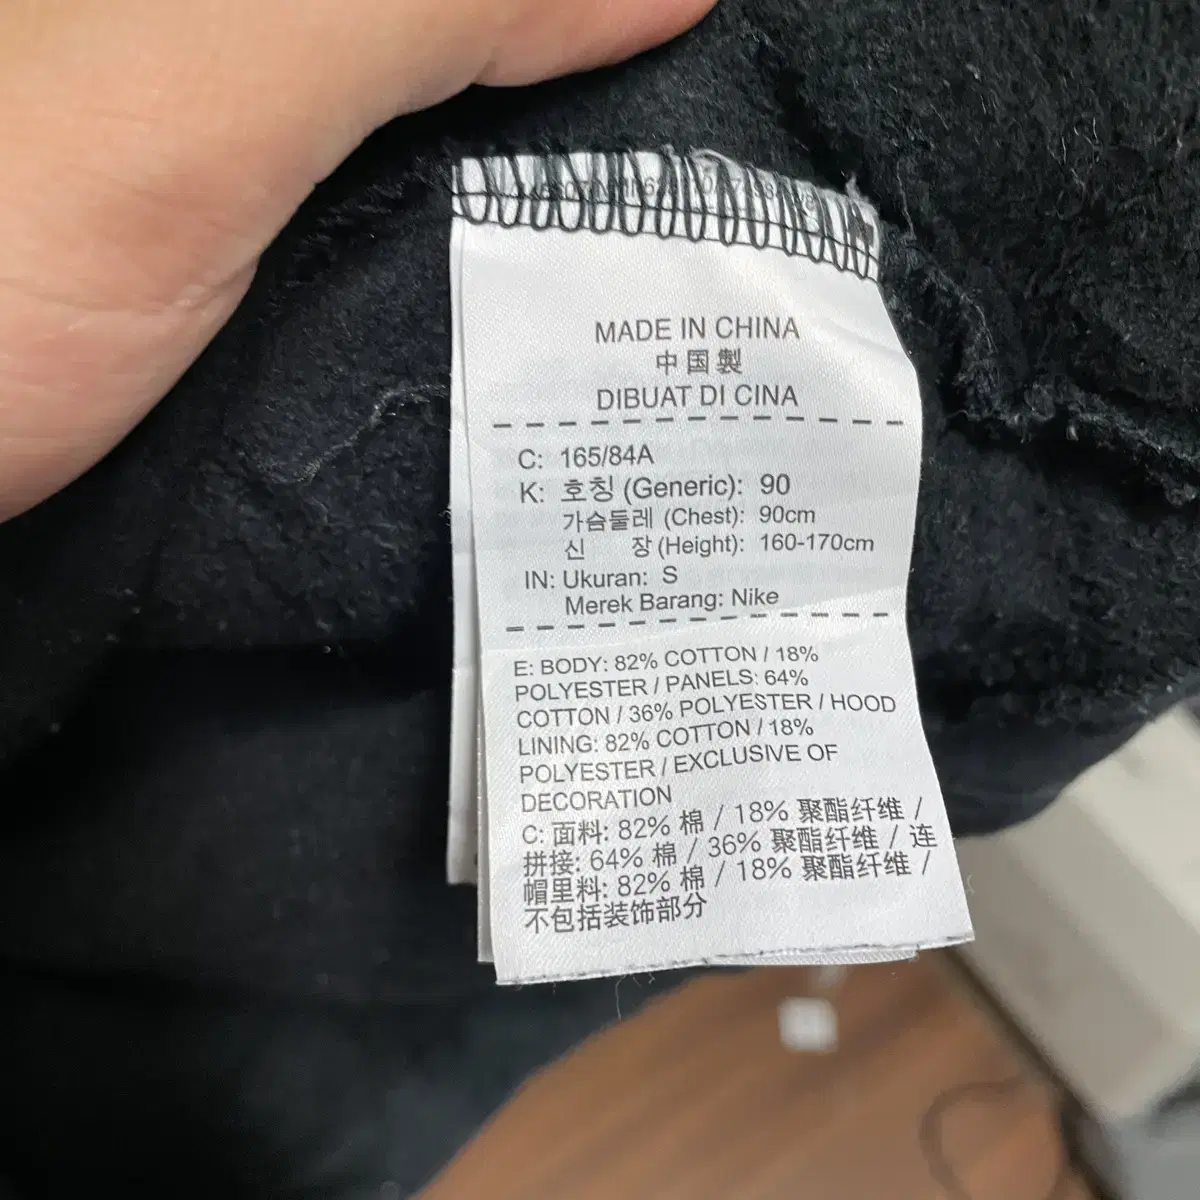 MADE IN CHINA
中国製
DIBUAT DI CINA
C: 165/84A
K: 호칭 (Generic): 90
가슴둘레 (Chest): 90cm
신 장 (Height): 160-170cm
IN: Ukuran: S
Merek Barang: Nike
E: BODY: 82% COTTON / 18%
POLYESTER / PANELS: 64%
COTTON / 36% POLYESTER / HOOD
LINING: 82% COTTON / 18%
POLYESTER / EXCLUSIVE OF
DECORATION
C: 面料: 82% 棉 / 18% 聚酯纤维 /
拼接: 64% 棉 / 36% 聚酯纤维 / 连
帽里料: 82% 棉 / 18% 聚酯纤维 /
不包括装饰部分